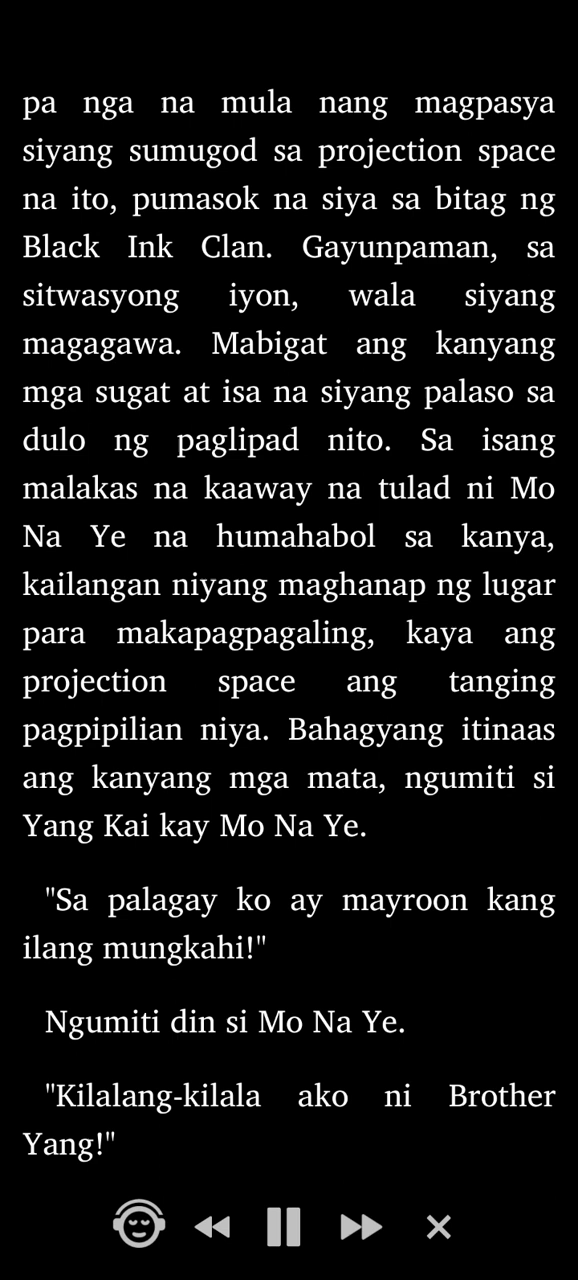 pa nga na mula nang magpasya
siyang sumugod sa projection space
na ito, pumasok na siya sa bitag ng
Black Ink Clan. Gayunpaman, sa
sitwasyong iyon, wala siyang
magagawa. Mabigat ang kanyang
mga sugat at isa na siyang palaso sa
dulo ng paglipad nito. Sa isang
malakas na kaaway na tulad ni Mo
Na Ye na humahabol sa kanya,
kailangan niyang maghanap ng lugar
para makapagpagaling, kaya ang
projection space ang tanging
pagpipilian niya. Bahagyang itinaas
ang kanyang mga mata, ngumiti si
Yang Kai kay Mo Na Ye.
"Sa palagay ko ay mayroon kang
ilang mungkahi!"
Ngumiti din si Mo Na Ye.
"Kilalang-kilala ako ni Brother
Yang!"